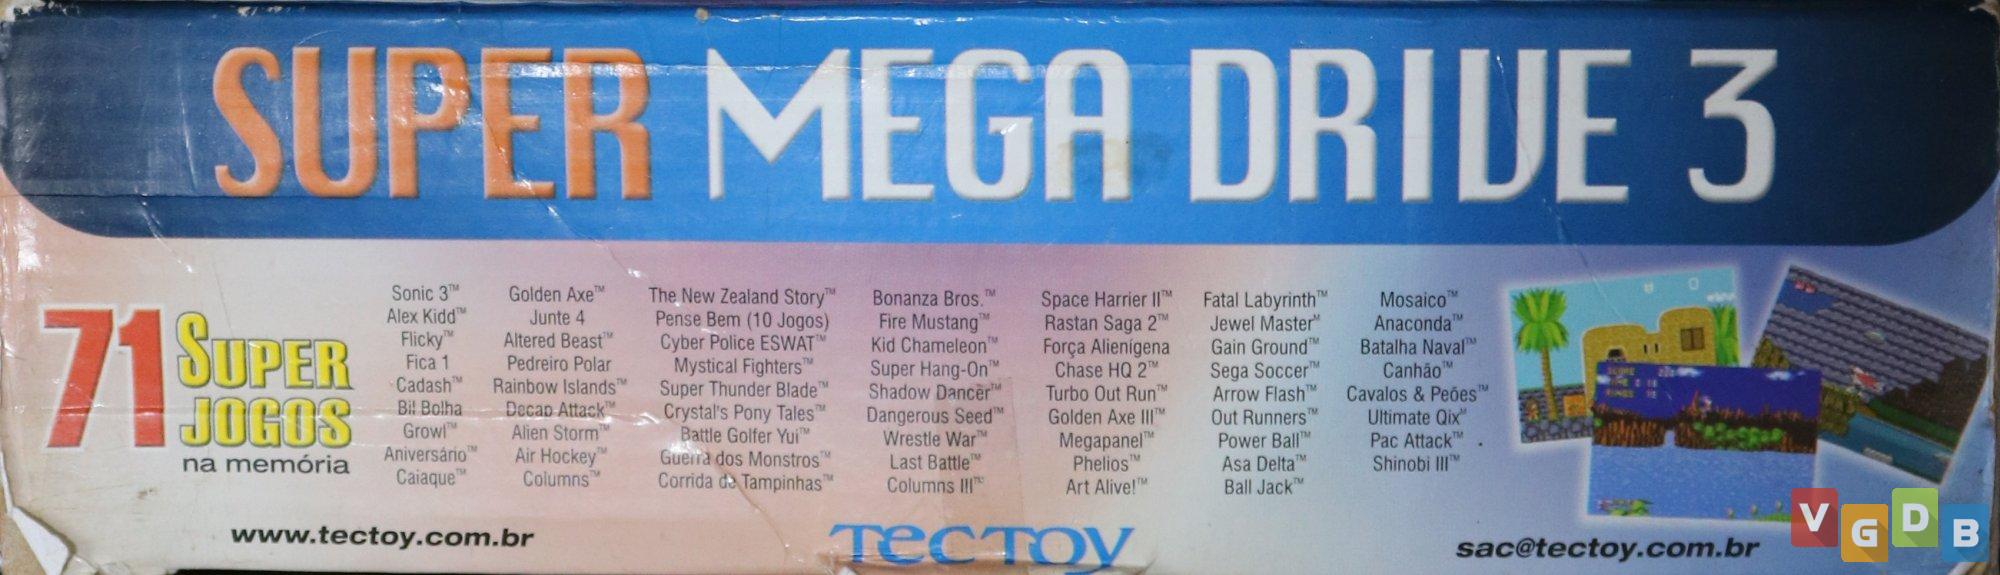 SUPER MEGA DRIVE 3
71 SUPER JOGOS
na memória
Sonic 3™
Alex Kidd™
Flicky™
Fica 1
Cadash™
Bil Bolha
Growl™
Aniversário™
Caiaque™
Golden Axe™
Junte 4
Altered Beast™
Pedreiro Polar
Rainbow Islands™
Decap Attack™
Alien Storm™
Air Hockey™
Columns™
The New Zealand Story™
Pense Bem (10 Jogos)
Cyber Police ESWAT™
Mystical Fighters™
Super Thunder Blade™
Crystal's Pony Tales™
Battle Golfer Yui™
Guerra dos Monstros™
Corrida de Tampinhas™
Bonanza Bros.™
Fire Mustang™
Kid Chameleon™
Super Hang-On™
Shadow Dancer™
Dangerous Seed™
Wrestle War™
Last Battle™
Columns III™
Space Harrier II™
Rastan Saga 2™
Força Alienígena
Chase HQ 2™
Turbo Out Run™
Golden Axe III™
Megapanel™
Phelios™
Art Alive!™
Fatal Labyrinth™
Jewel Master™
Gain Ground™
Sega Soccer™
Arrow Flash™
Out Runners™
Power Ball™
Asa Delta™
Ball Jack™
Mosaico™
Anaconda™
Batalha Naval™
Canhão™
Cavalos & Peões™
Ultimate Qix™
Pac Attack™
Shinobi III™
www.tectoy.com.br
TECTOY
sac@tectoy.com.br
VGDB